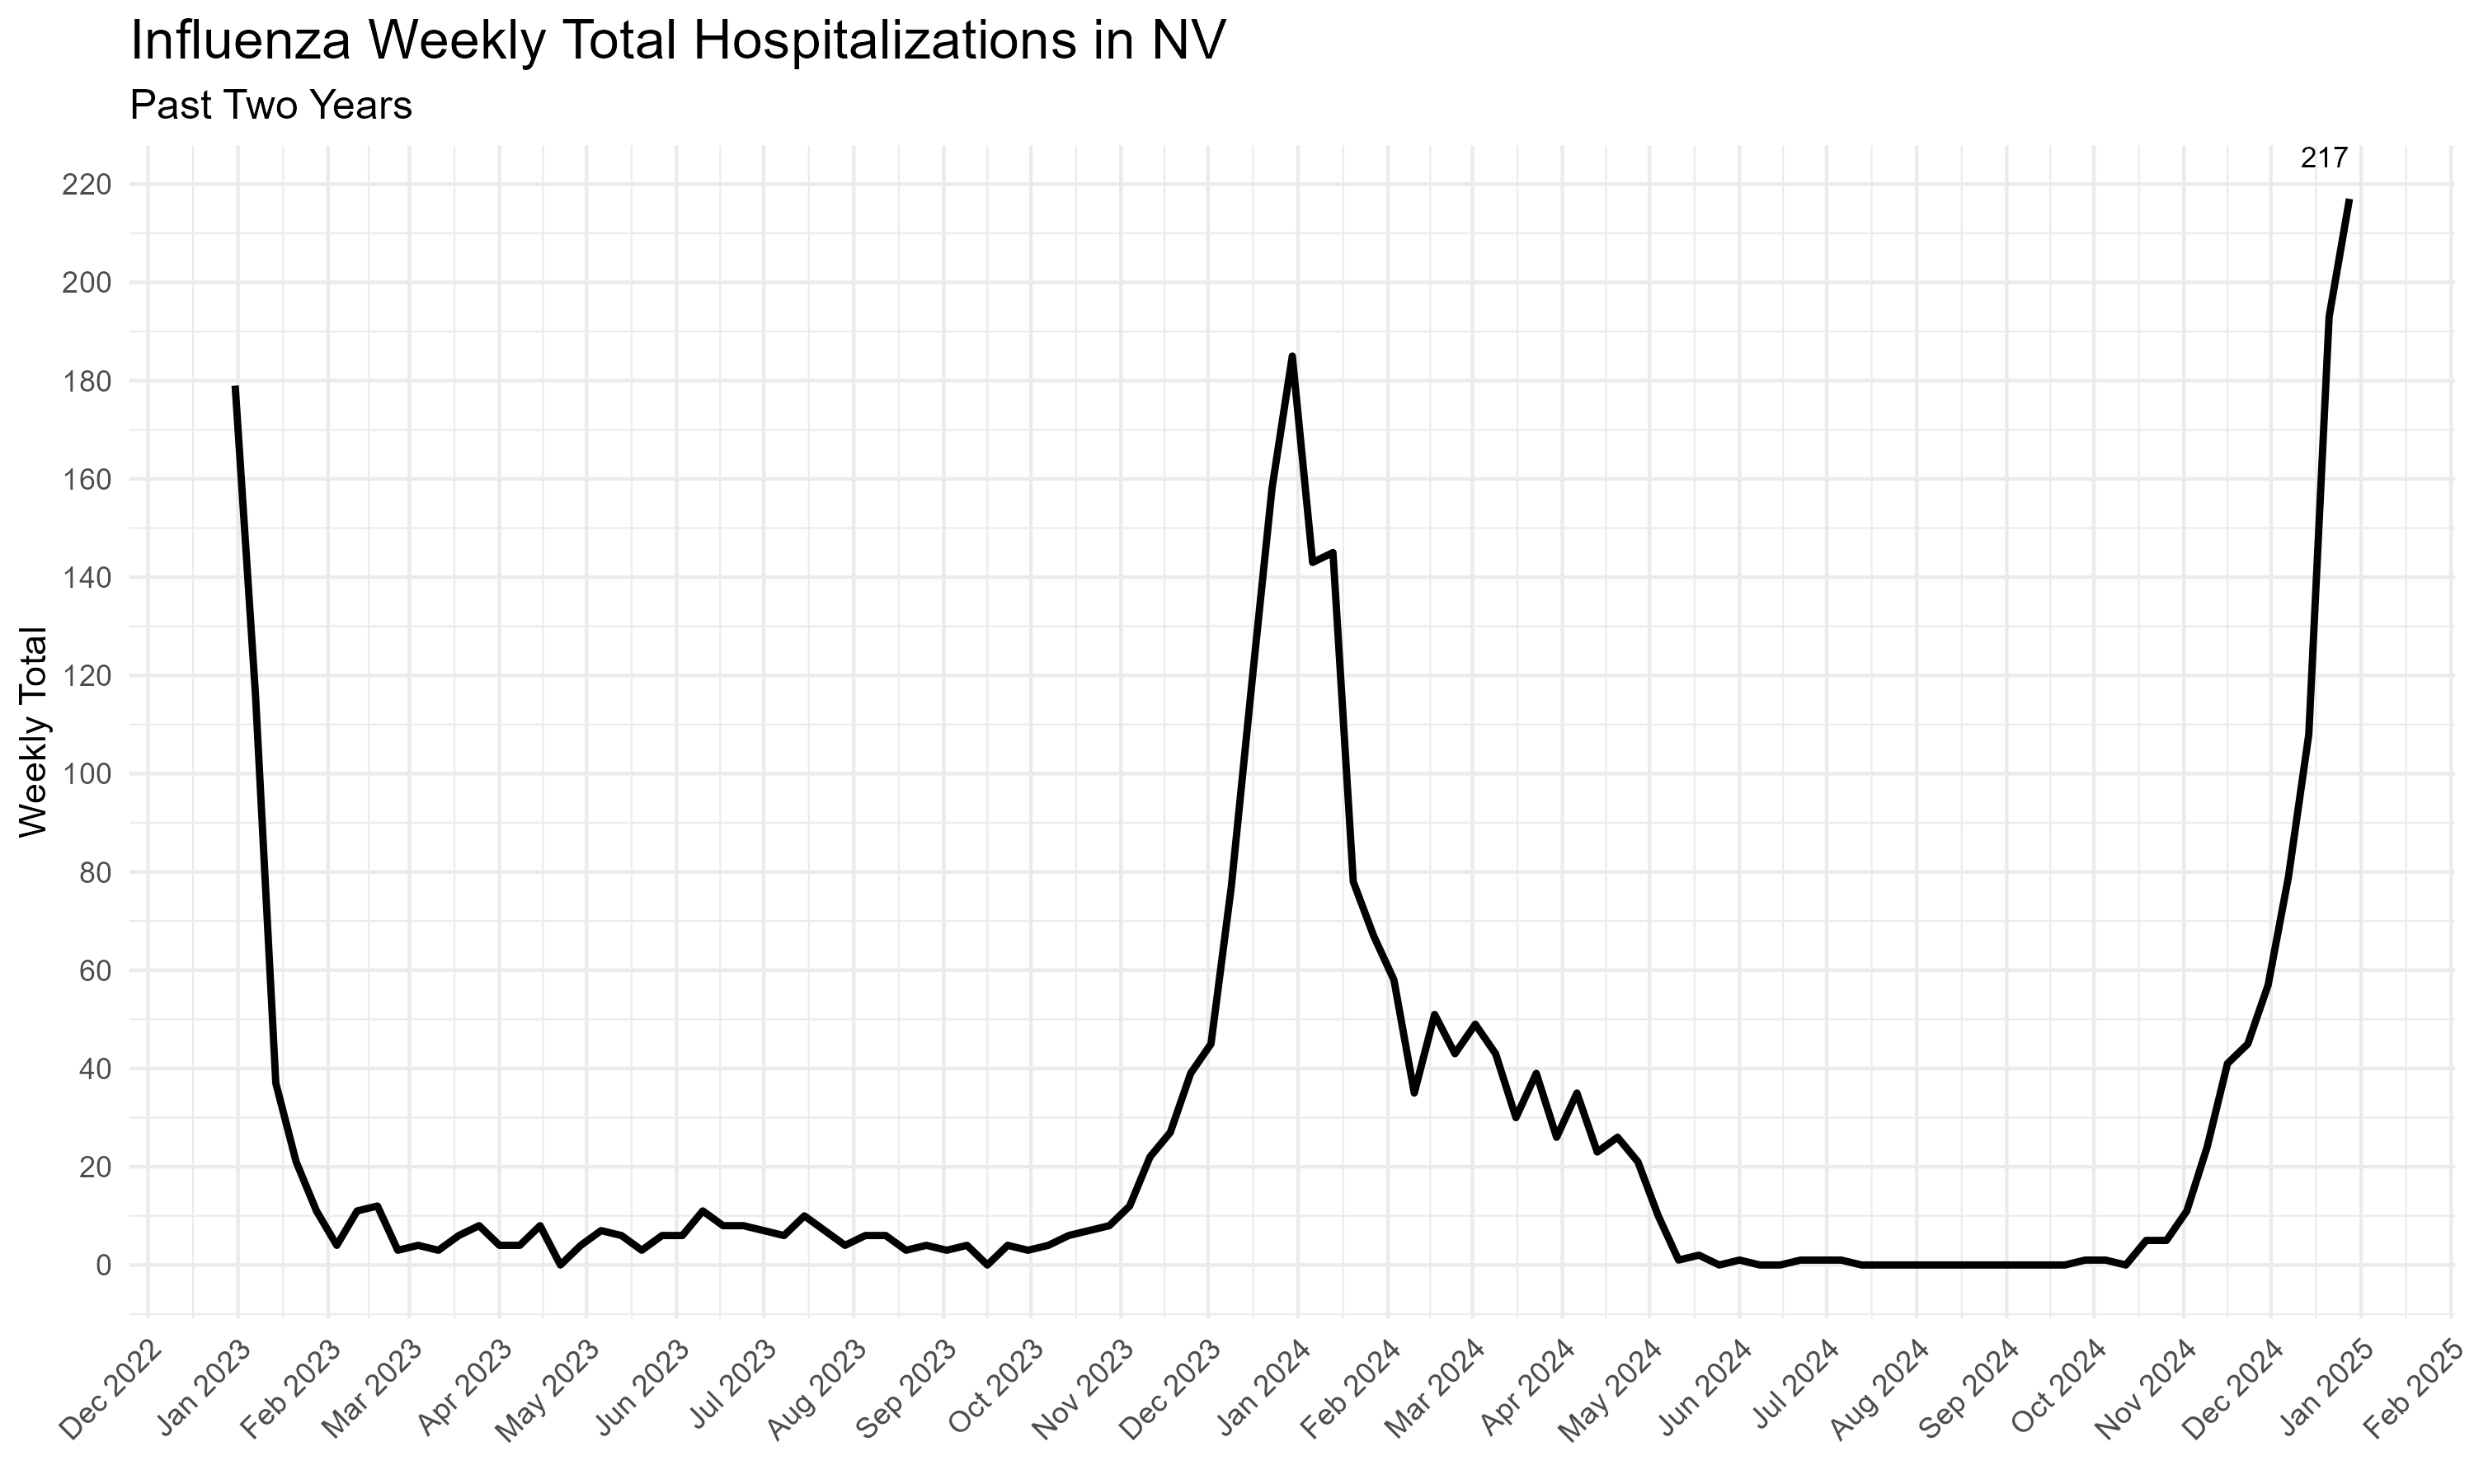 Influenza Weekly Total Hospitalizations in NV
Past Two Years
217
Weekly Total
220
200
180
160
140
120
100
80
60
40
20
0
Dec 2022
Jan 2023
Feb 2023
Mar 2023
Apr 2023
May 2023
Jun 2023
Jul 2023
Aug 2023
Sep 2023
Oct 2023
Nov 2023
Dec 2023
Jan 2024
Feb 2024
Mar 2024
Apr 2024
May 2024
Jun 2024
Jul 2024
Aug 2024
Sep 2024
Oct 2024
Nov 2024
Dec 2024
Jan 2025
Feb 2025